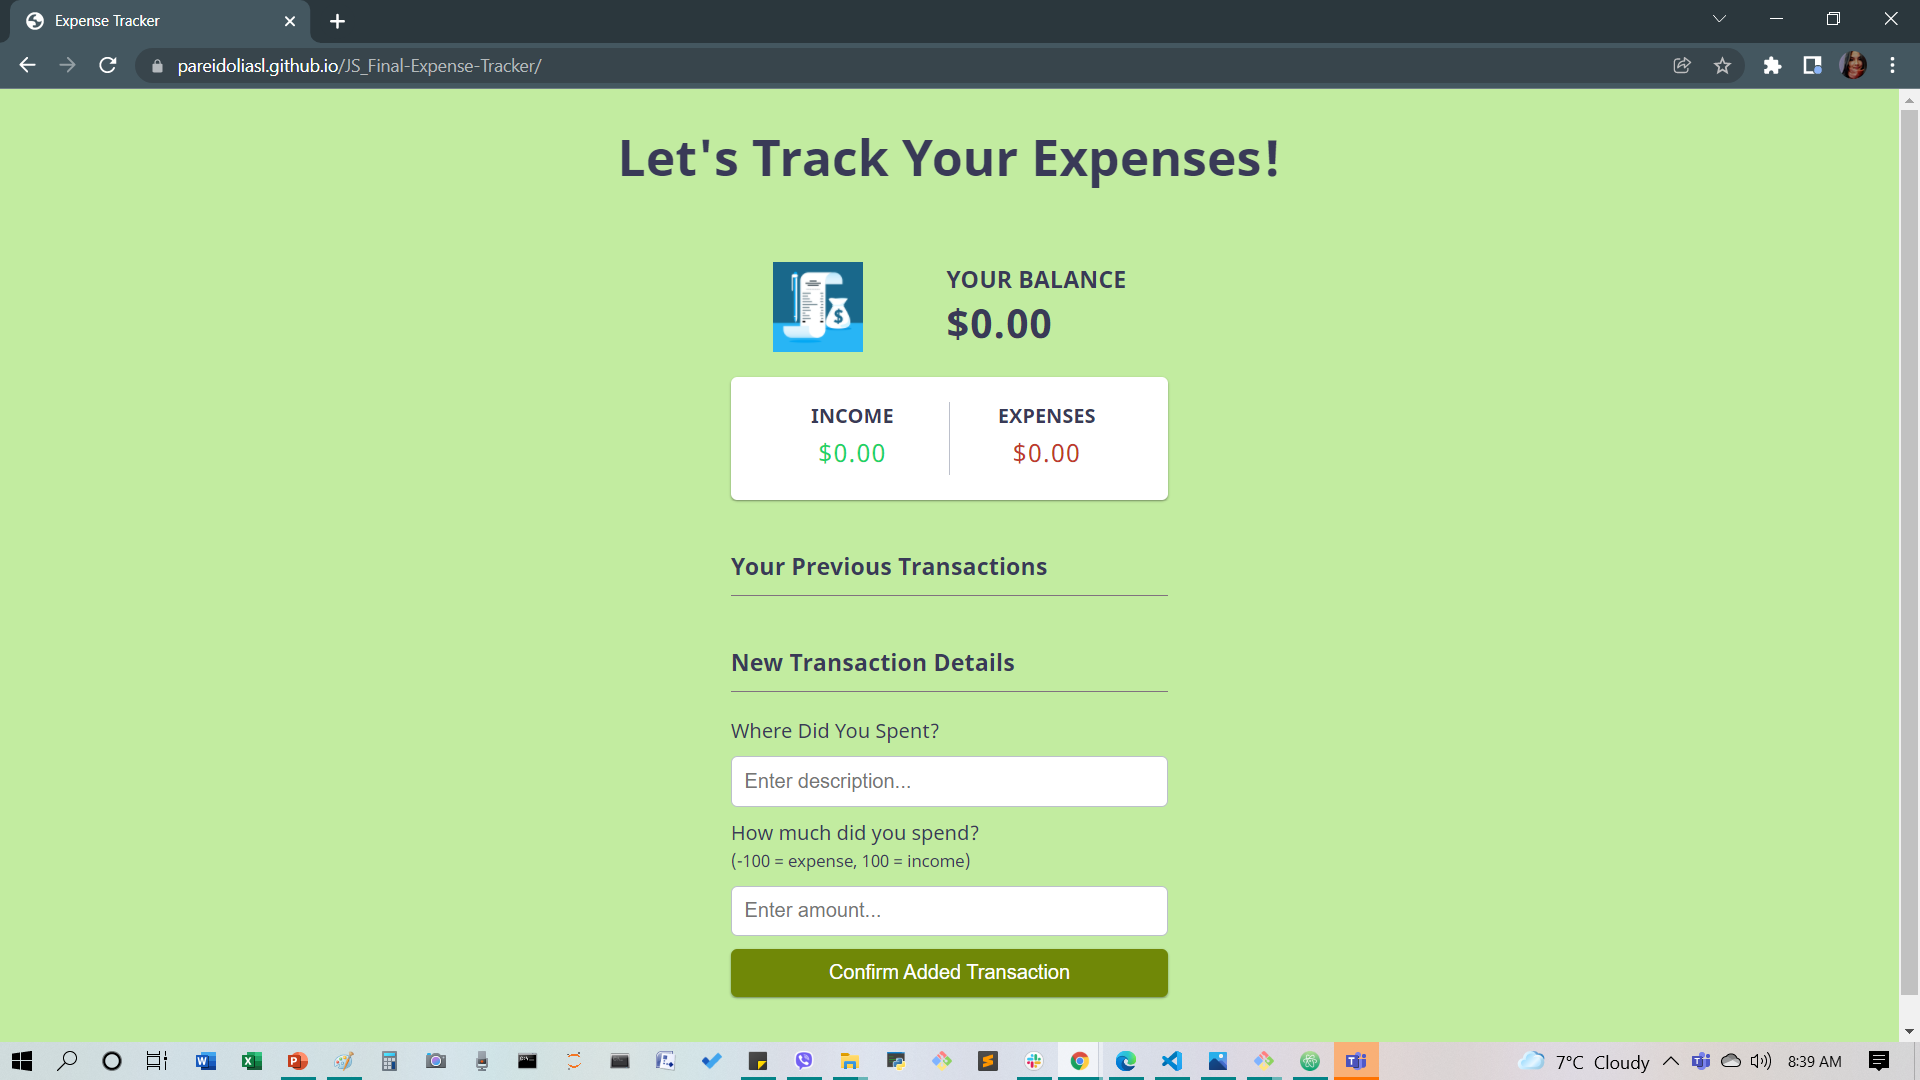 Expense Tracker
pareidoliasl.github.io/JS_Final-Expense-Tracker/
Let's Track Your Expenses!
YOUR BALANCE
$0.00
INCOME
$0.00
EXPENSES
$0.00
Your Previous Transactions
New Transaction Details
Where Did You Spent?
Enter description...
How much did you spend?
(-100 = expense, 100 = income)
Enter amount...
Confirm Added Transaction
7°C Cloudy
8:39 AM